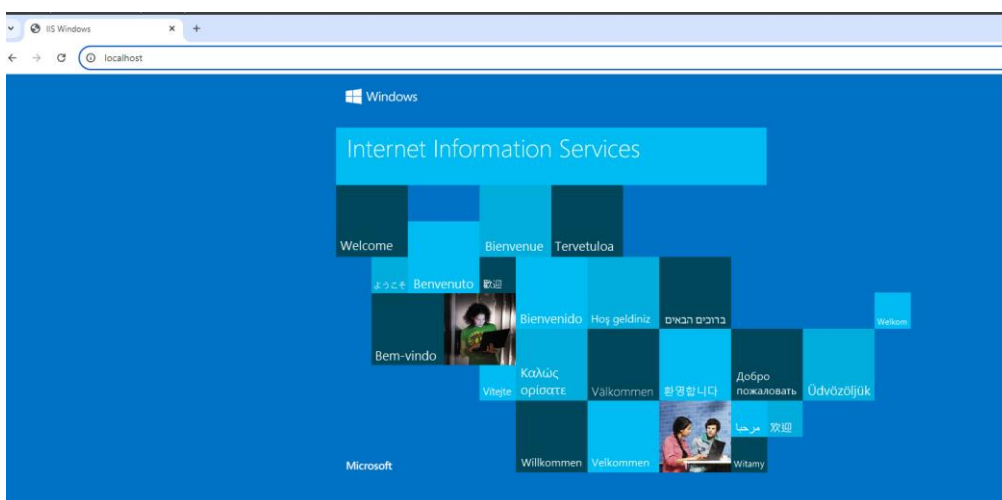 IIS Windows
localhost
Windows
Internet Information Services
Welcome
Bienvenue
Tervetuloa
ようこそ
Benvenuto
歡迎
Bienvenido
Hoş geldiniz
ברוכים הבאים
Welkom
Bem-vindo
Vítejte
Καλώς
ορίσατε
Välkommen
환영합니다
Добро
пожаловать
Üdvözöljük
مرحبا
欢迎
Microsoft
Willkommen
Velkommen
Witamy